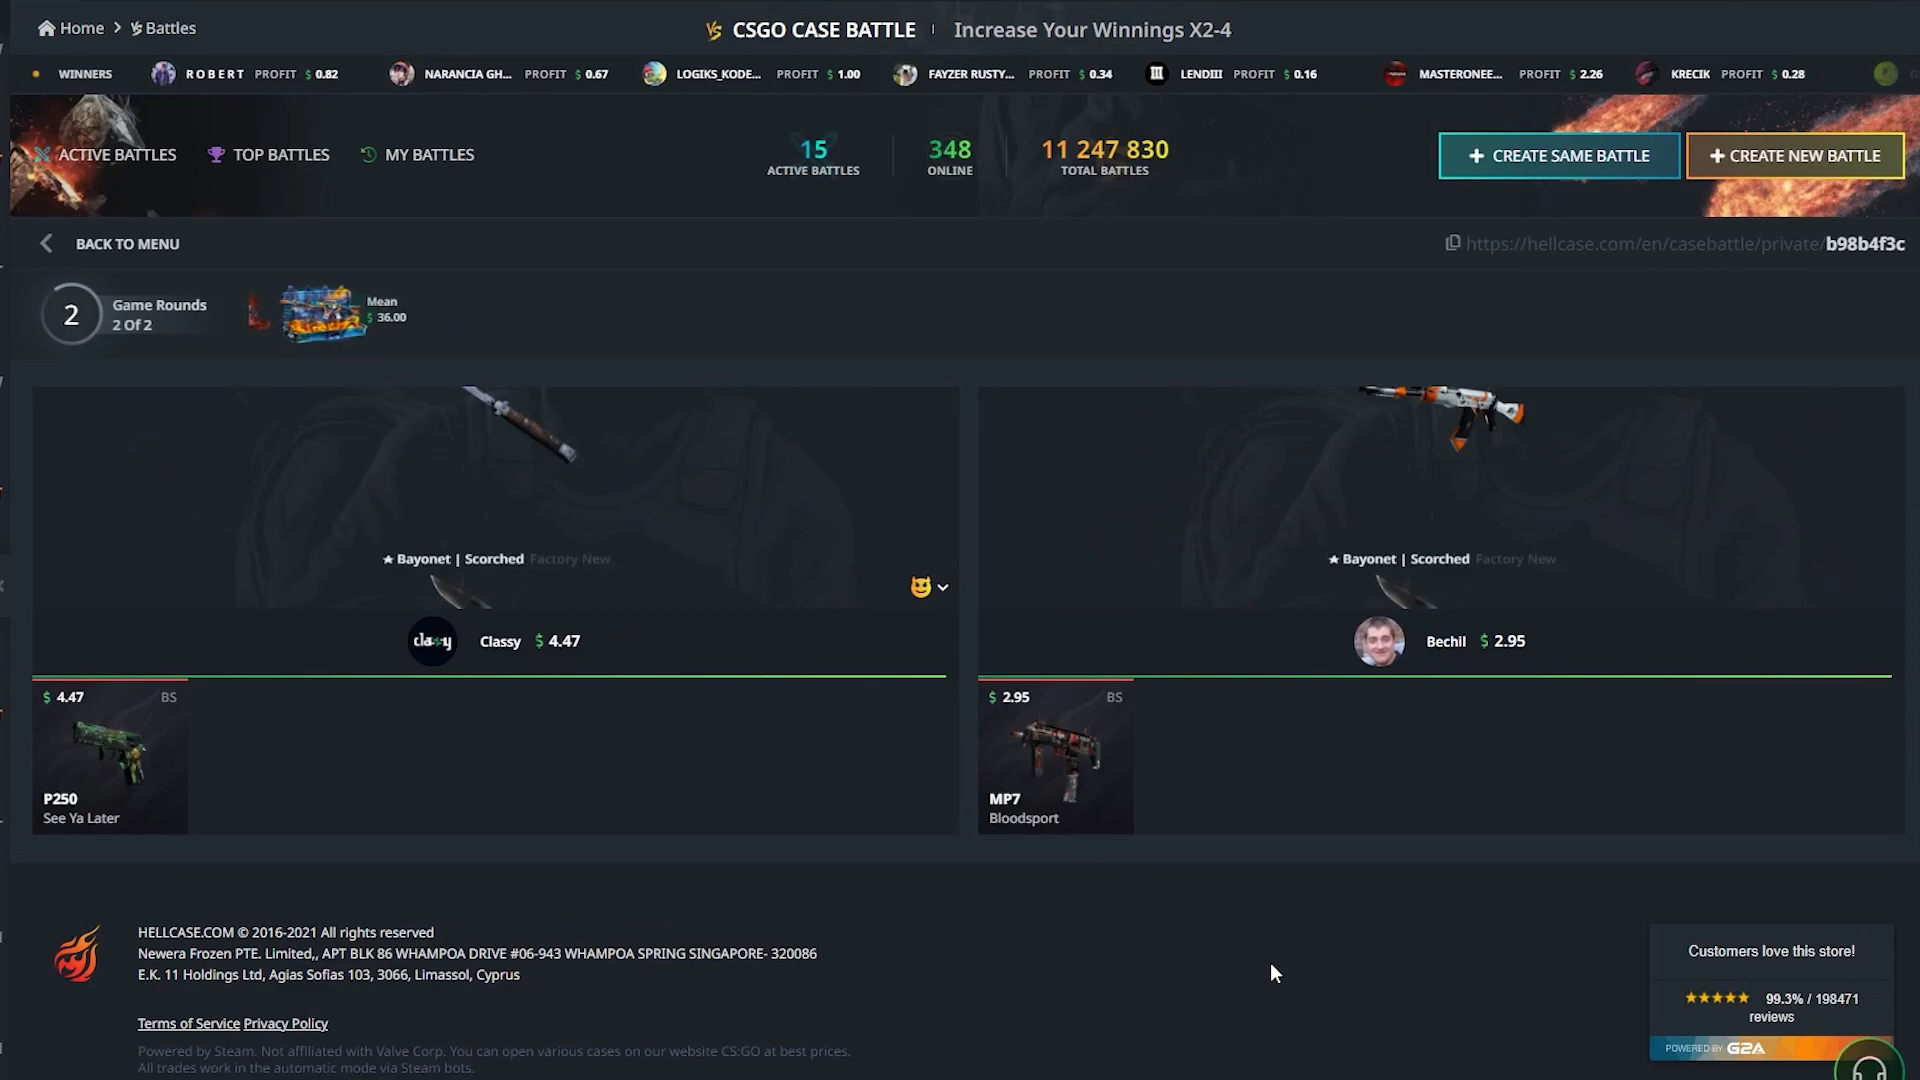 Home > Battles
CSGO CASE BATTLE
Increase Your Winnings X2-4
WINNERS
ROBERT PROFIT $ 0.82
NARANCIA GH... PROFIT $ 0.67
LOGIKS_KODE... PROFIT $ 1.00
FAYZER RUSTY... PROFIT $ 0.34
LENDIII PROFIT $ 0.16
MASTERONEE... PROFIT $ 2.26
KRECIK PROFIT $ 0.28
ACTIVE BATTLES
TOP BATTLES
MY BATTLES
15
ACTIVE BATTLES
348
ONLINE
11 247 830
TOTAL BATTLES
+ CREATE SAME BATTLE
+ CREATE NEW BATTLE
BACK TO MENU
https://hellcase.com/en/casebattle/private/b98b4f3c
2
Game Rounds
2 Of 2
Mean
$ 36.00
★ Bayonet | Scorched Factory New
★ Bayonet | Scorched Factory New
classy
Classy $ 4.47
Bechil $ 2.95
$ 4.47 BS
P250
See Ya Later
$ 2.95 BS
MP7
Bloodsport
HELLCASE.COM © 2016-2021 All rights reserved
Newera Frozen PTE. Limited,, APT BLK 86 WHAMPOA DRIVE #06-943 WHAMPOA SPRING SINGAPORE- 320086
E.K. 11 Holdings Ltd, Agias Sofias 103, 3066, Limassol, Cyprus
Terms of Service Privacy Policy
Powered by Steam. Not affiliated with Valve Corp. You can open various cases on our website CS:GO at best prices.
All trades work in the automatic mode via Steam bots.
Customers love this store!
★★★★★ 99.3% / 198471
reviews
POWERED BY G2A